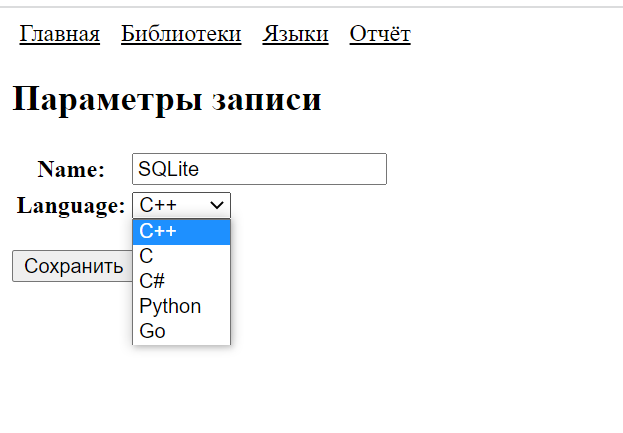 Главная Библиотеки Языки Отчёт
Параметры записи
Name: SQLite
Language: C++
C++
C
Сохранить
C#
Python
Go